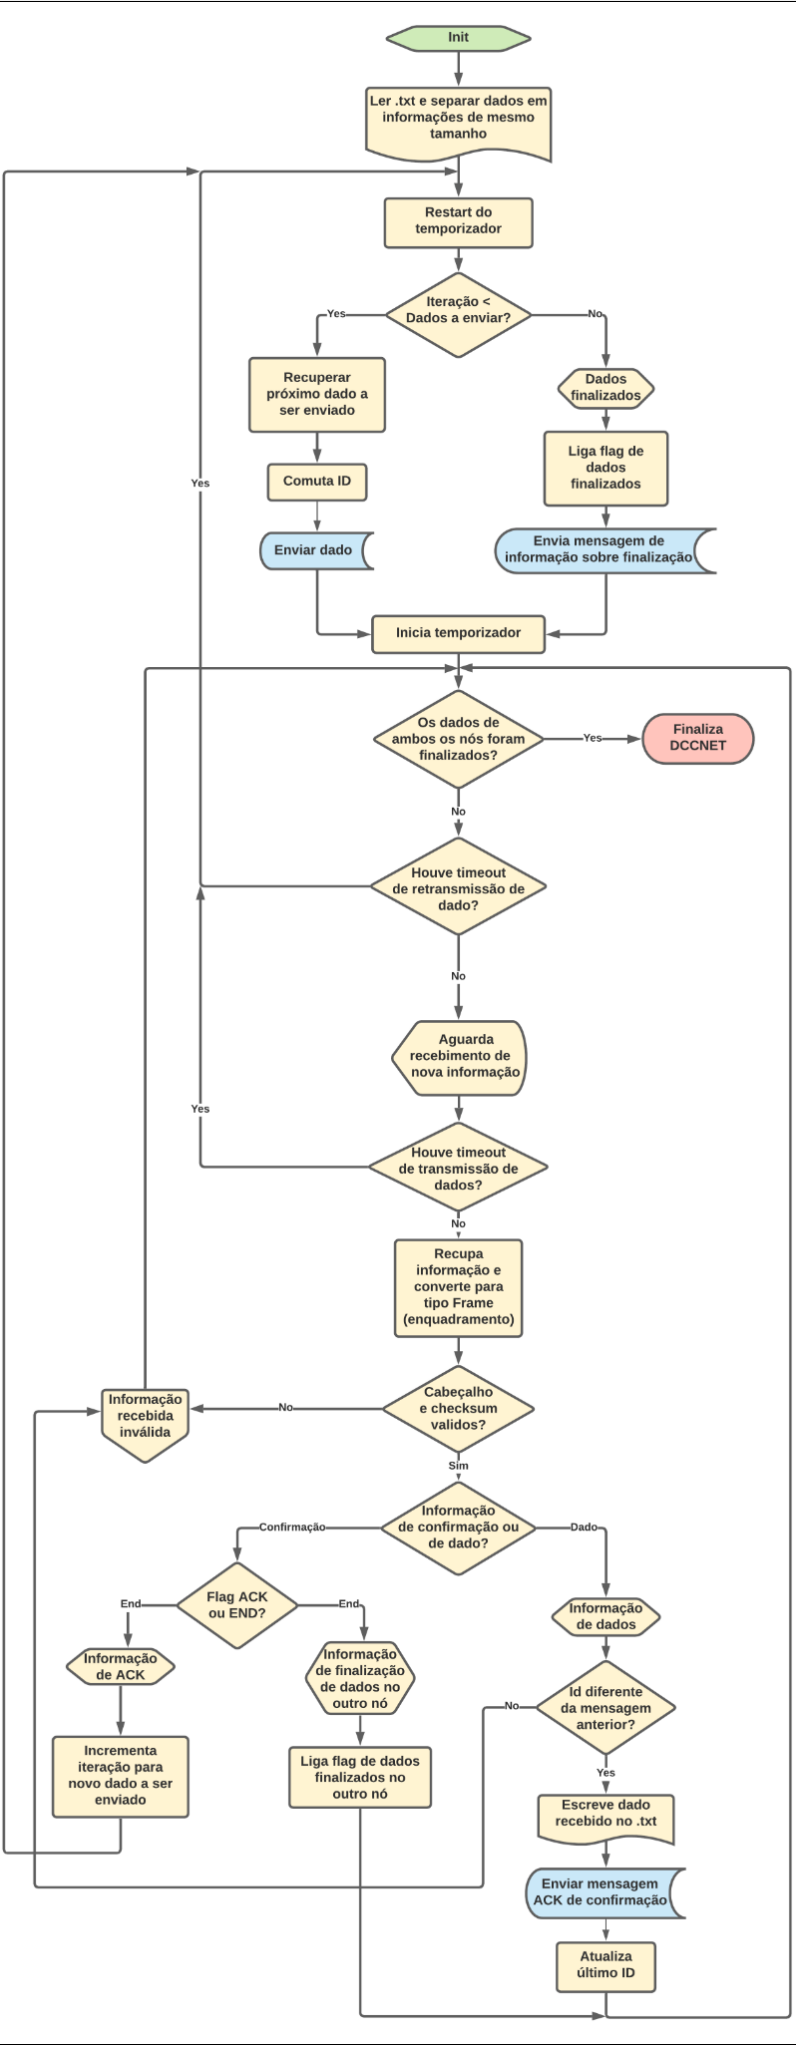 Init
Ler .txt e separar dados em
informações de mesmo
tamanho
Restart do
temporizador
Iteração <
Dados a enviar?
Yes
No
Recuperar
próximo dado a
ser enviado
Dados
finalizados
Liga flag de
dados
finalizados
Comuta ID
Yes
Enviar dado
Envia mensagem de
informação sobre finalização
Inicia temporizador
Os dados de
ambos os nós foram
finalizados?
Yes
Finaliza
DCCNET
No
Houve timeout
de retransmissão de
dado?
No
Aguarda
recebimento de
nova informação
Yes
Houve timeout
de transmissão de
dados?
No
Recupa
informação e
converte para
tipo Frame
(enquadramento)
Cabeçalho
e checksum
validos?
No
Informação
recebida
inválida
Sim
Informação
de confirmação ou
de dado?
Confirmação
Dado
Flag ACK
ou END?
End
End
Informação
de ACK
Informação
de finalização
de dados no
outro nó
Informação
de dados
Id diferente
da mensagem
anterior?
No
Yes
Incrementa
iteração para
novo dado a ser
enviado
Liga flag de dados
finalizados no
outro nó
Escreve dado
recebido no .txt
Enviar mensagem
ACK de confirmação
Atualiza
último ID